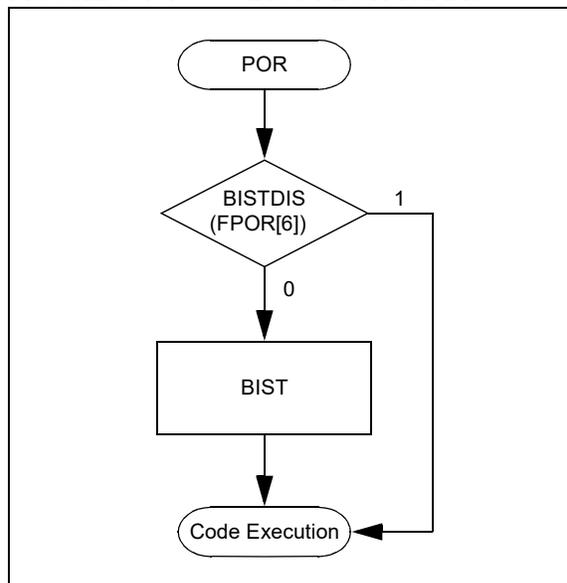 POR
BISTDIS
(FPOR[6])
1
0
BIST
Code Execution